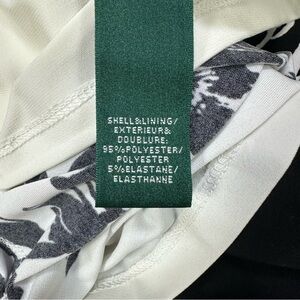 SHELL&LINING/
EXTERIEUR&
DOUBLURE:
95%POLYESTER/
POLYESTER
5%ELASTANE/
ELASTHANNE